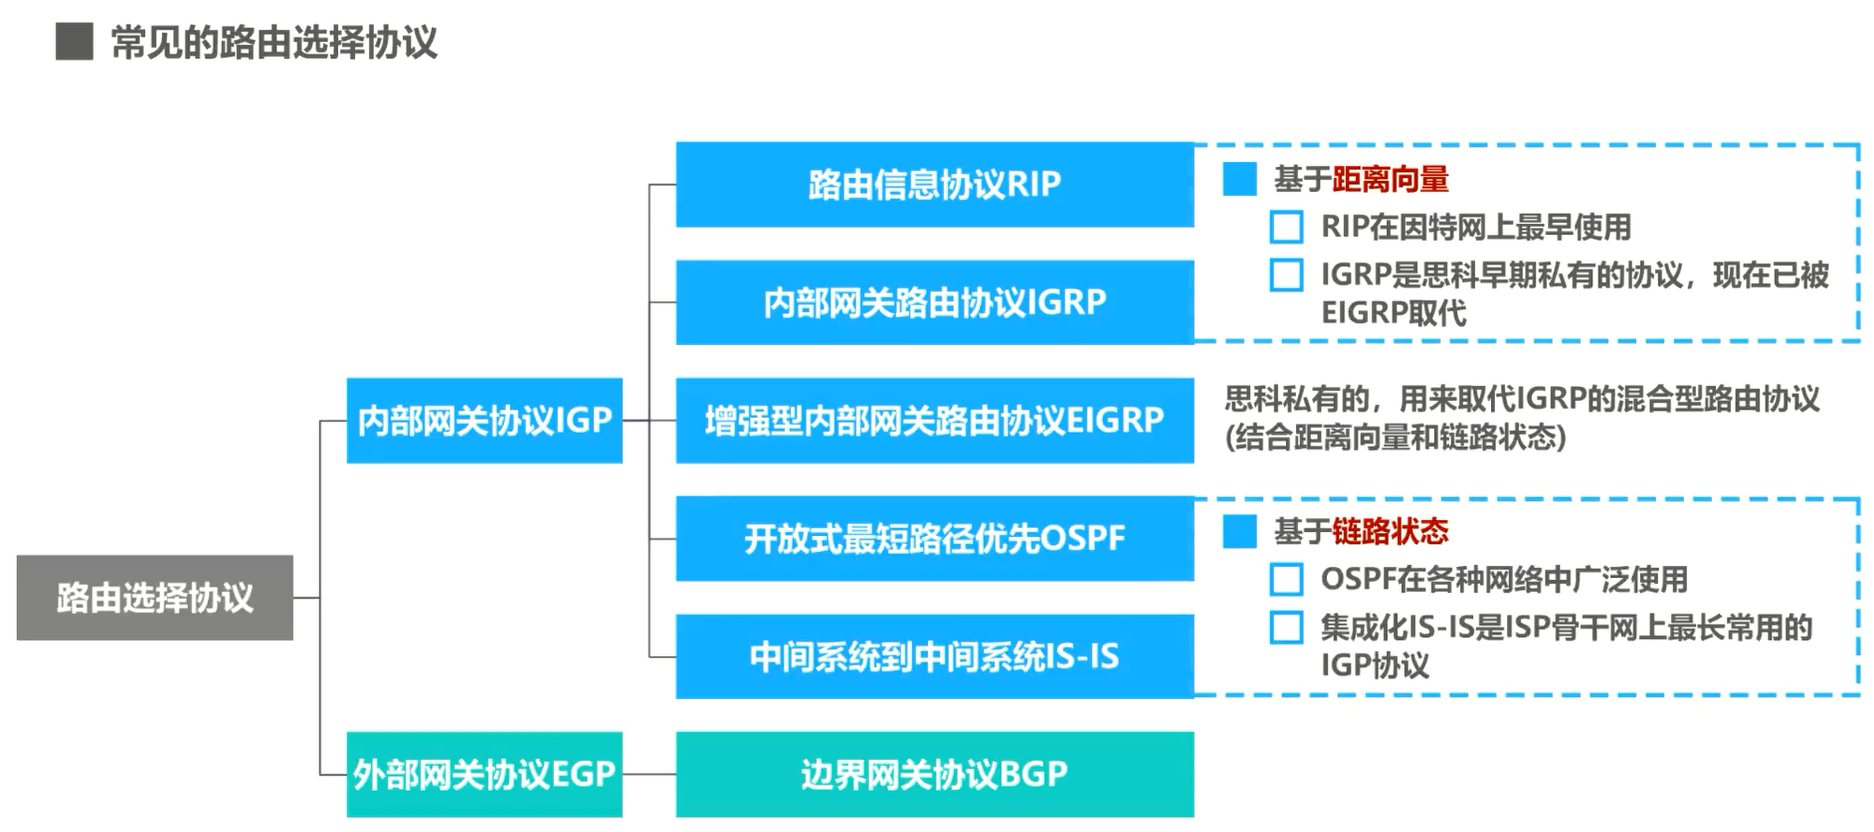 常见的路由选择协议
路由信息协议RIP
基于距离向量
RIP在因特网上最早使用
IGRP是思科早期私有的协议，现在已被
EIGRP取代
内部网关路由协议IGRP
内部网关协议IGP
增强型内部网关路由协议EIGRP
思科私有的，用来取代IGRP的混合型路由协议
(结合距离向量和链路状态)
开放式最短路径优先OSPF
基于链路状态
OSPF在各种网络中广泛使用
集成化IS-IS是ISP骨干网上最长常用的
IGP协议
路由选择协议
中间系统到中间系统IS-IS
外部网关协议EGP
边界网关协议BGP